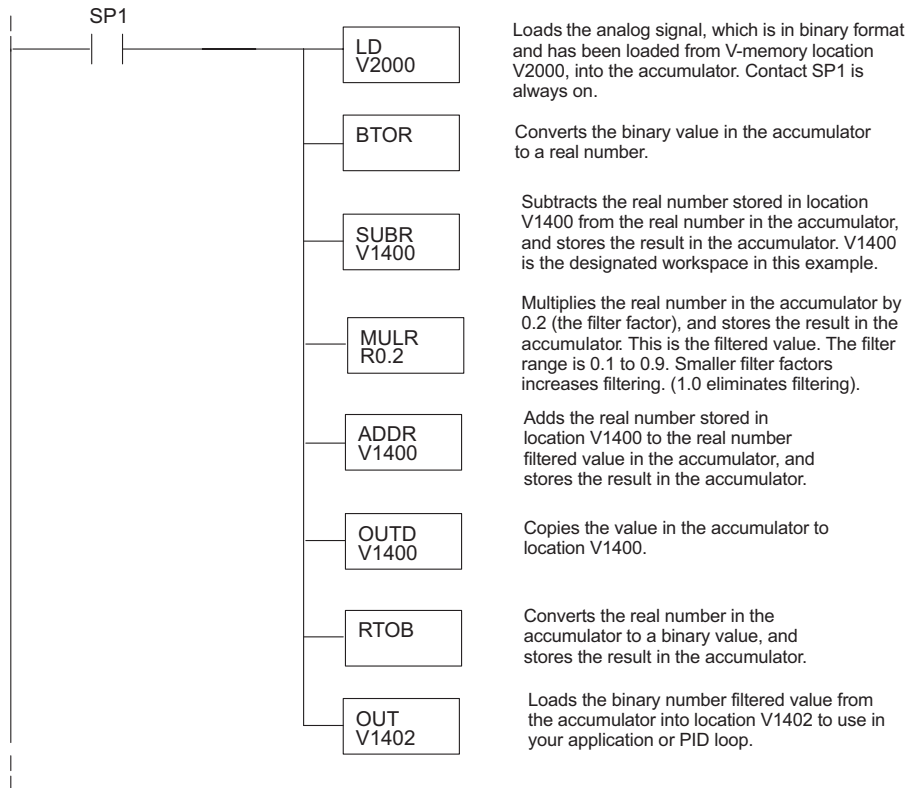 SP1
LD
V2000
Loads the analog signal, which is in binary format
and has been loaded from V-memory location
V2000, into the accumulator. Contact SP1 is
always on.
BTOR
Converts the binary value in the accumulator
to a real number.
SUBR
V1400
Subtracts the real number stored in location
V1400 from the real number in the accumulator,
and stores the result in the accumulator. V1400
is the designated workspace in this example.
MULR
R0.2
Multiplies the real number in the accumulator by
0.2 (the filter factor), and stores the result in the
accumulator. This is the filtered value. The filter
range is 0.1 to 0.9. Smaller filter factors
increases filtering. (1.0 eliminates filtering).
ADDR
V1400
Adds the real number stored in
location V1400 to the real number
filtered value in the accumulator, and
stores the result in the accumulator.
OUTD
V1400
Copies the value in the accumulator to
location V1400.
RTOB
Converts the real number in the
accumulator to a binary value, and
stores the result in the accumulator.
OUT
V1402
Loads the binary number filtered value from
the accumulator into location V1402 to use in
your application or PID loop.